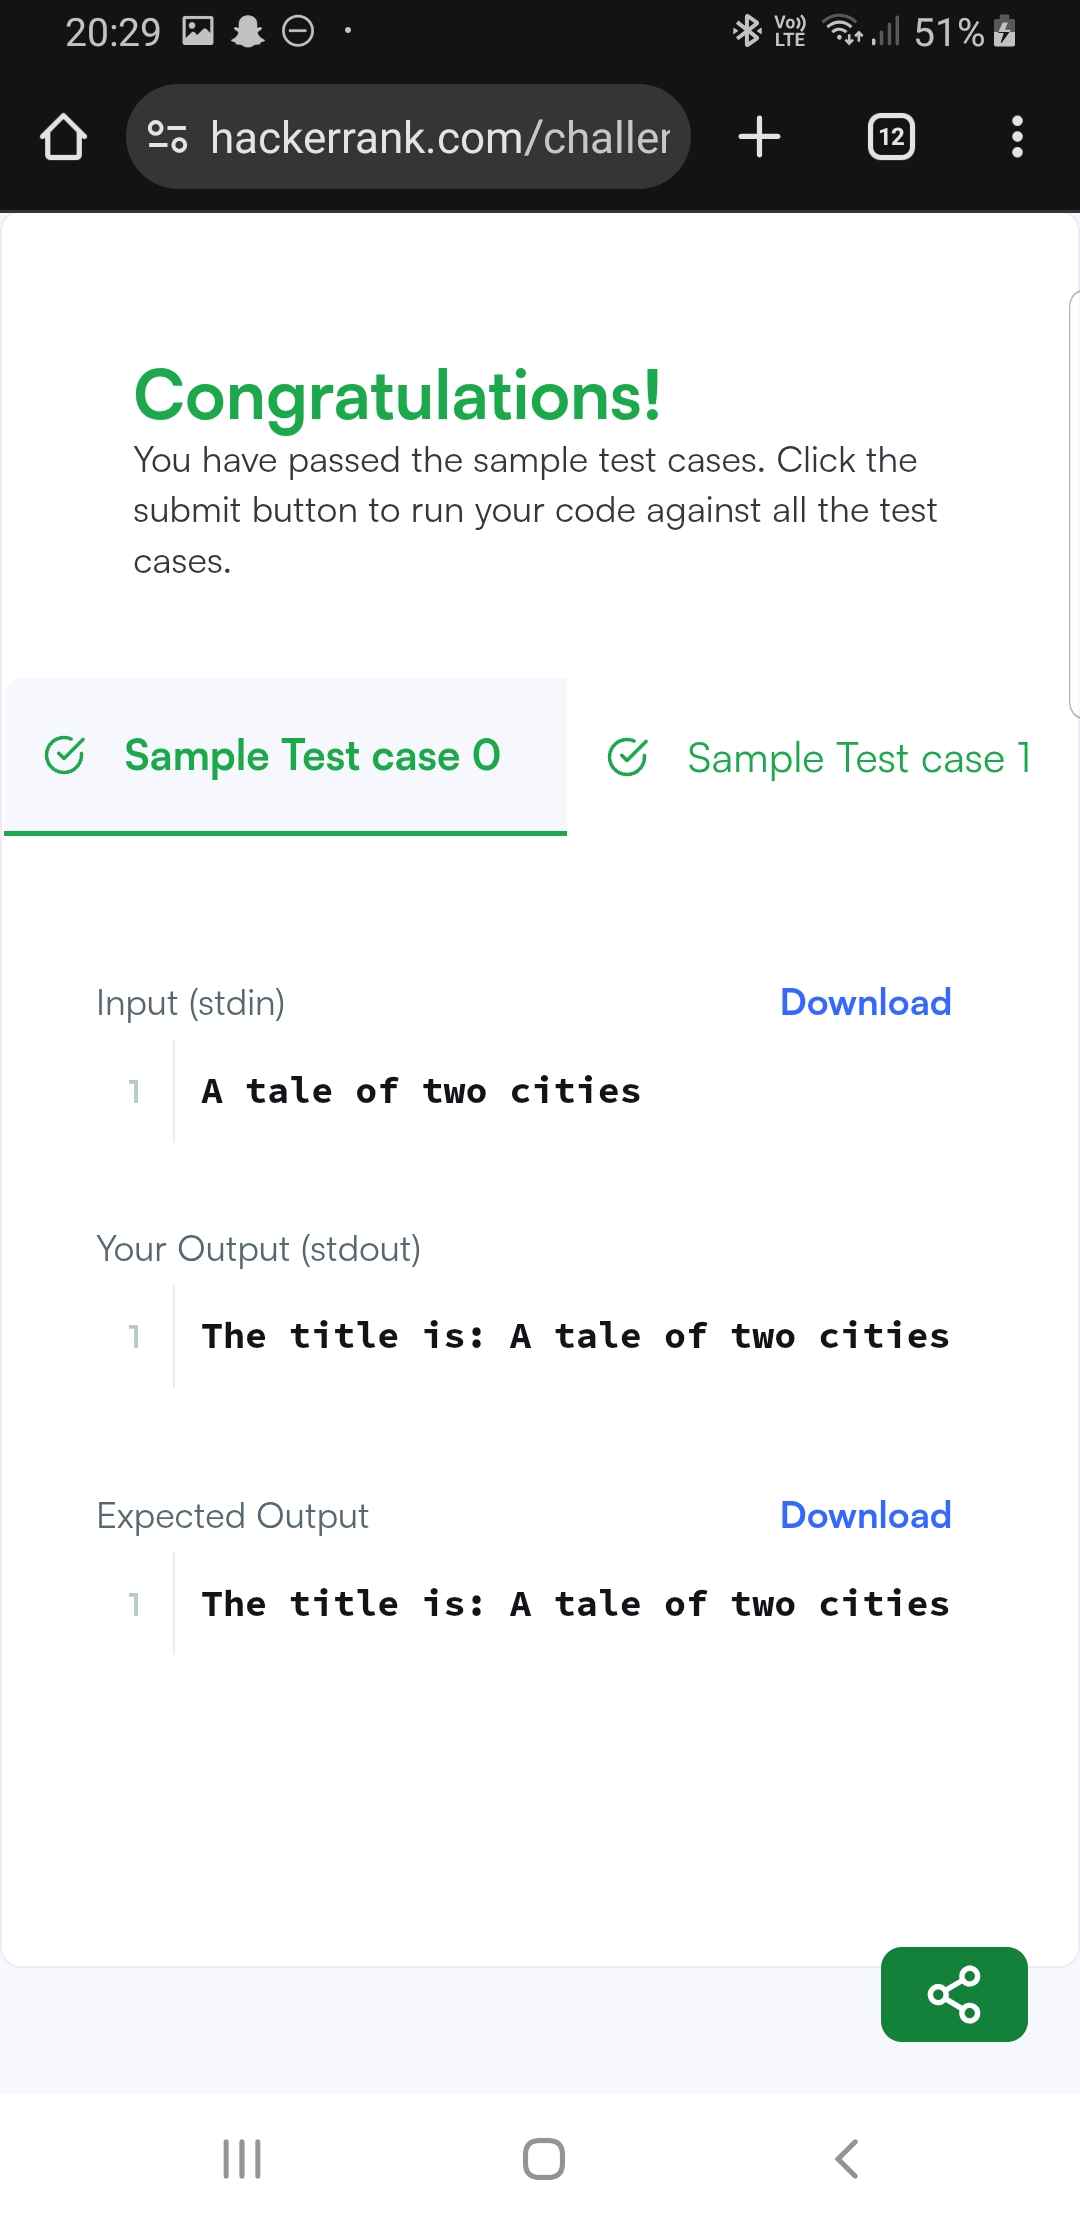 20:29 Vo)) LTE 51%
hackerrank.com/challer 12
Congratulations!
You have passed the sample test cases. Click the
submit button to run your code against all the test
cases.
Sample Test case 0 Sample Test case 1
Input (stdin) Download
1 A tale of two cities
Your Output (stdout)
1 The title is: A tale of two cities
Expected Output Download
1 The title is: A tale of two cities